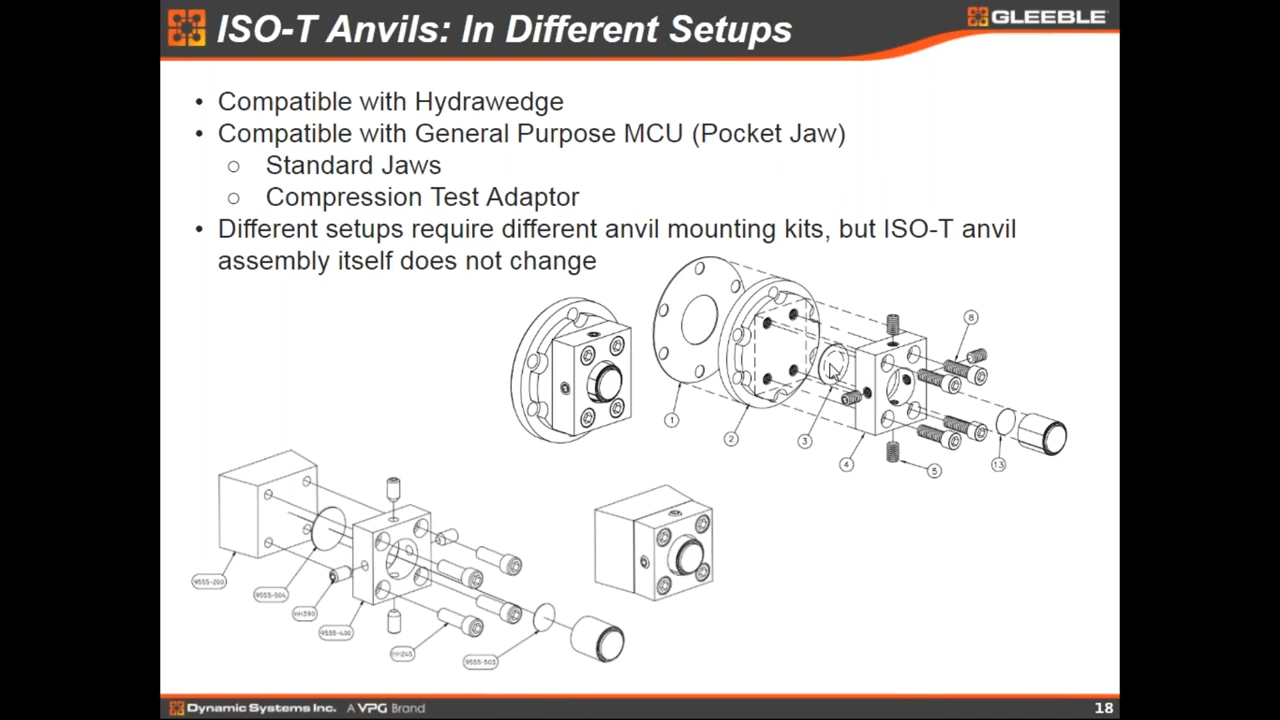 ISO-T Anvils: In Different Setups
GLEEBLE
• Compatible with Hydrawedge
• Compatible with General Purpose MCU (Pocket Jaw)
○ Standard Jaws
○ Compression Test Adaptor
• Different setups require different anvil mounting kits, but ISO-T anvil
assembly itself does not change
8
1
2
3
4
5
13
9555-200
9555-504
HH390
9555-400
HH245
9555-503
Dynamic Systems Inc. A VPG Brand
18